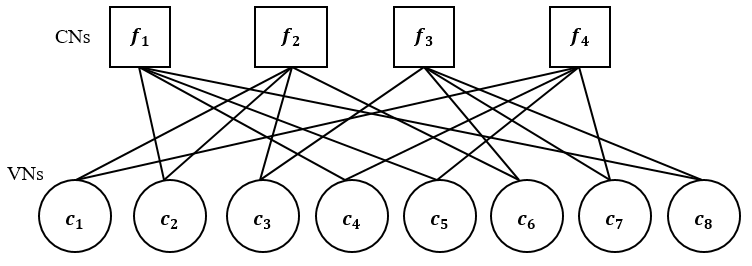 CNs f₁ f₂ f₃ f₄
VNs
c₁ c₂ c₃ c₄ c₅ c₆ c₇ c₈